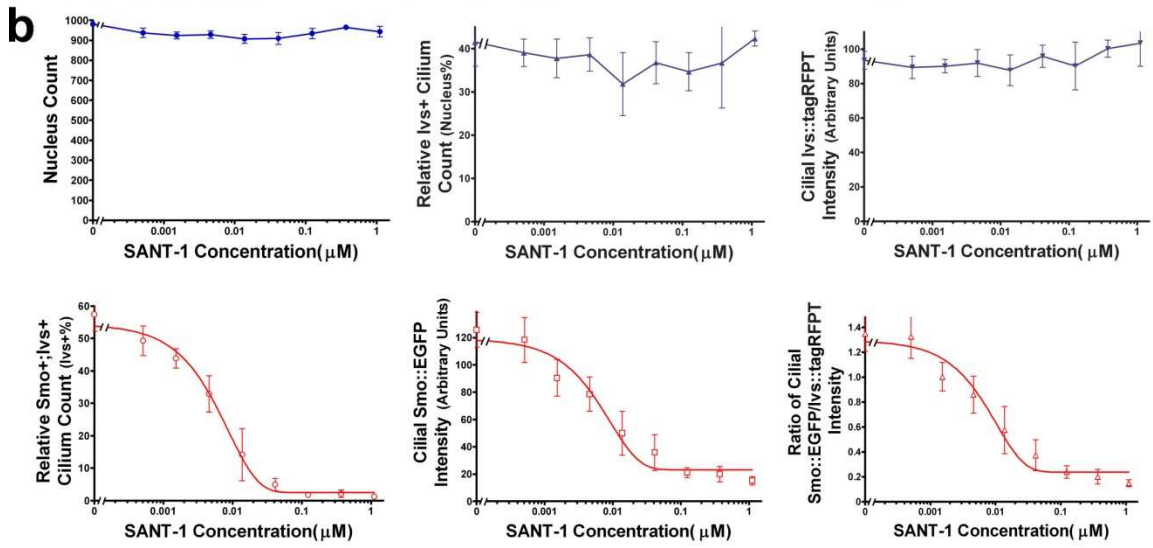 b
Nucleus Count
1000
900
800
700
600
500
400
300
200
100
0
0 0.001 0.01 0.1 1
SANT-1 Concentration(μM)
Relative Ivs+ Cilium
Count (Nucleus%)
40
30
20
10
0
0 0.001 0.01 0.1 1
SANT-1 Concentration(μM)
Cilial Ivs::tagRFPT
Intensity (Arbitrary Units)
100
80
60
40
20
0
0 0.001 0.01 0.1 1
SANT-1 Concentration(μM)
Relative Smo+;Ivs+
Cilium Count (Ivs+%)
60
50
40
30
20
10
0
0 0.001 0.01 0.1 1
SANT-1 Concentration(μM)
Cilial Smo::EGFP
Intensity (Arbitrary Units)
120
100
80
60
40
20
0
0 0.001 0.01 0.1 1
SANT-1 Concentration(μM)
Ratio of Cilial
Smo::EGFP/Ivs::tagRFPT
Intensity
1.4
1.2
1.0
0.8
0.6
0.4
0.2
0.0
0 0.001 0.01 0.1 1
SANT-1 Concentration(μM)